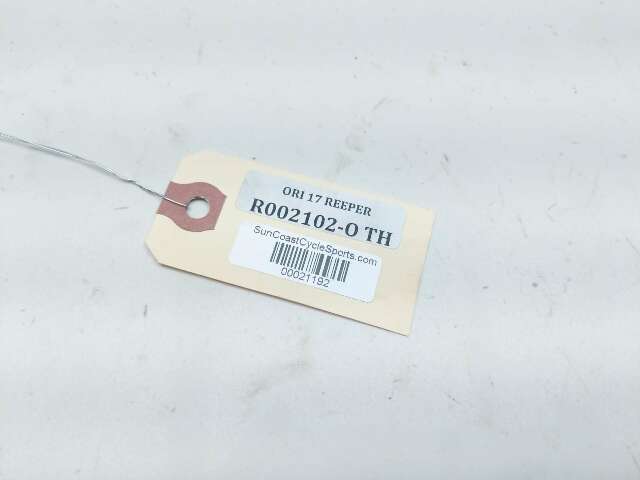 ORI 17 REEPER
R002102-O TH
SunCoastCycleSports.com
00021192